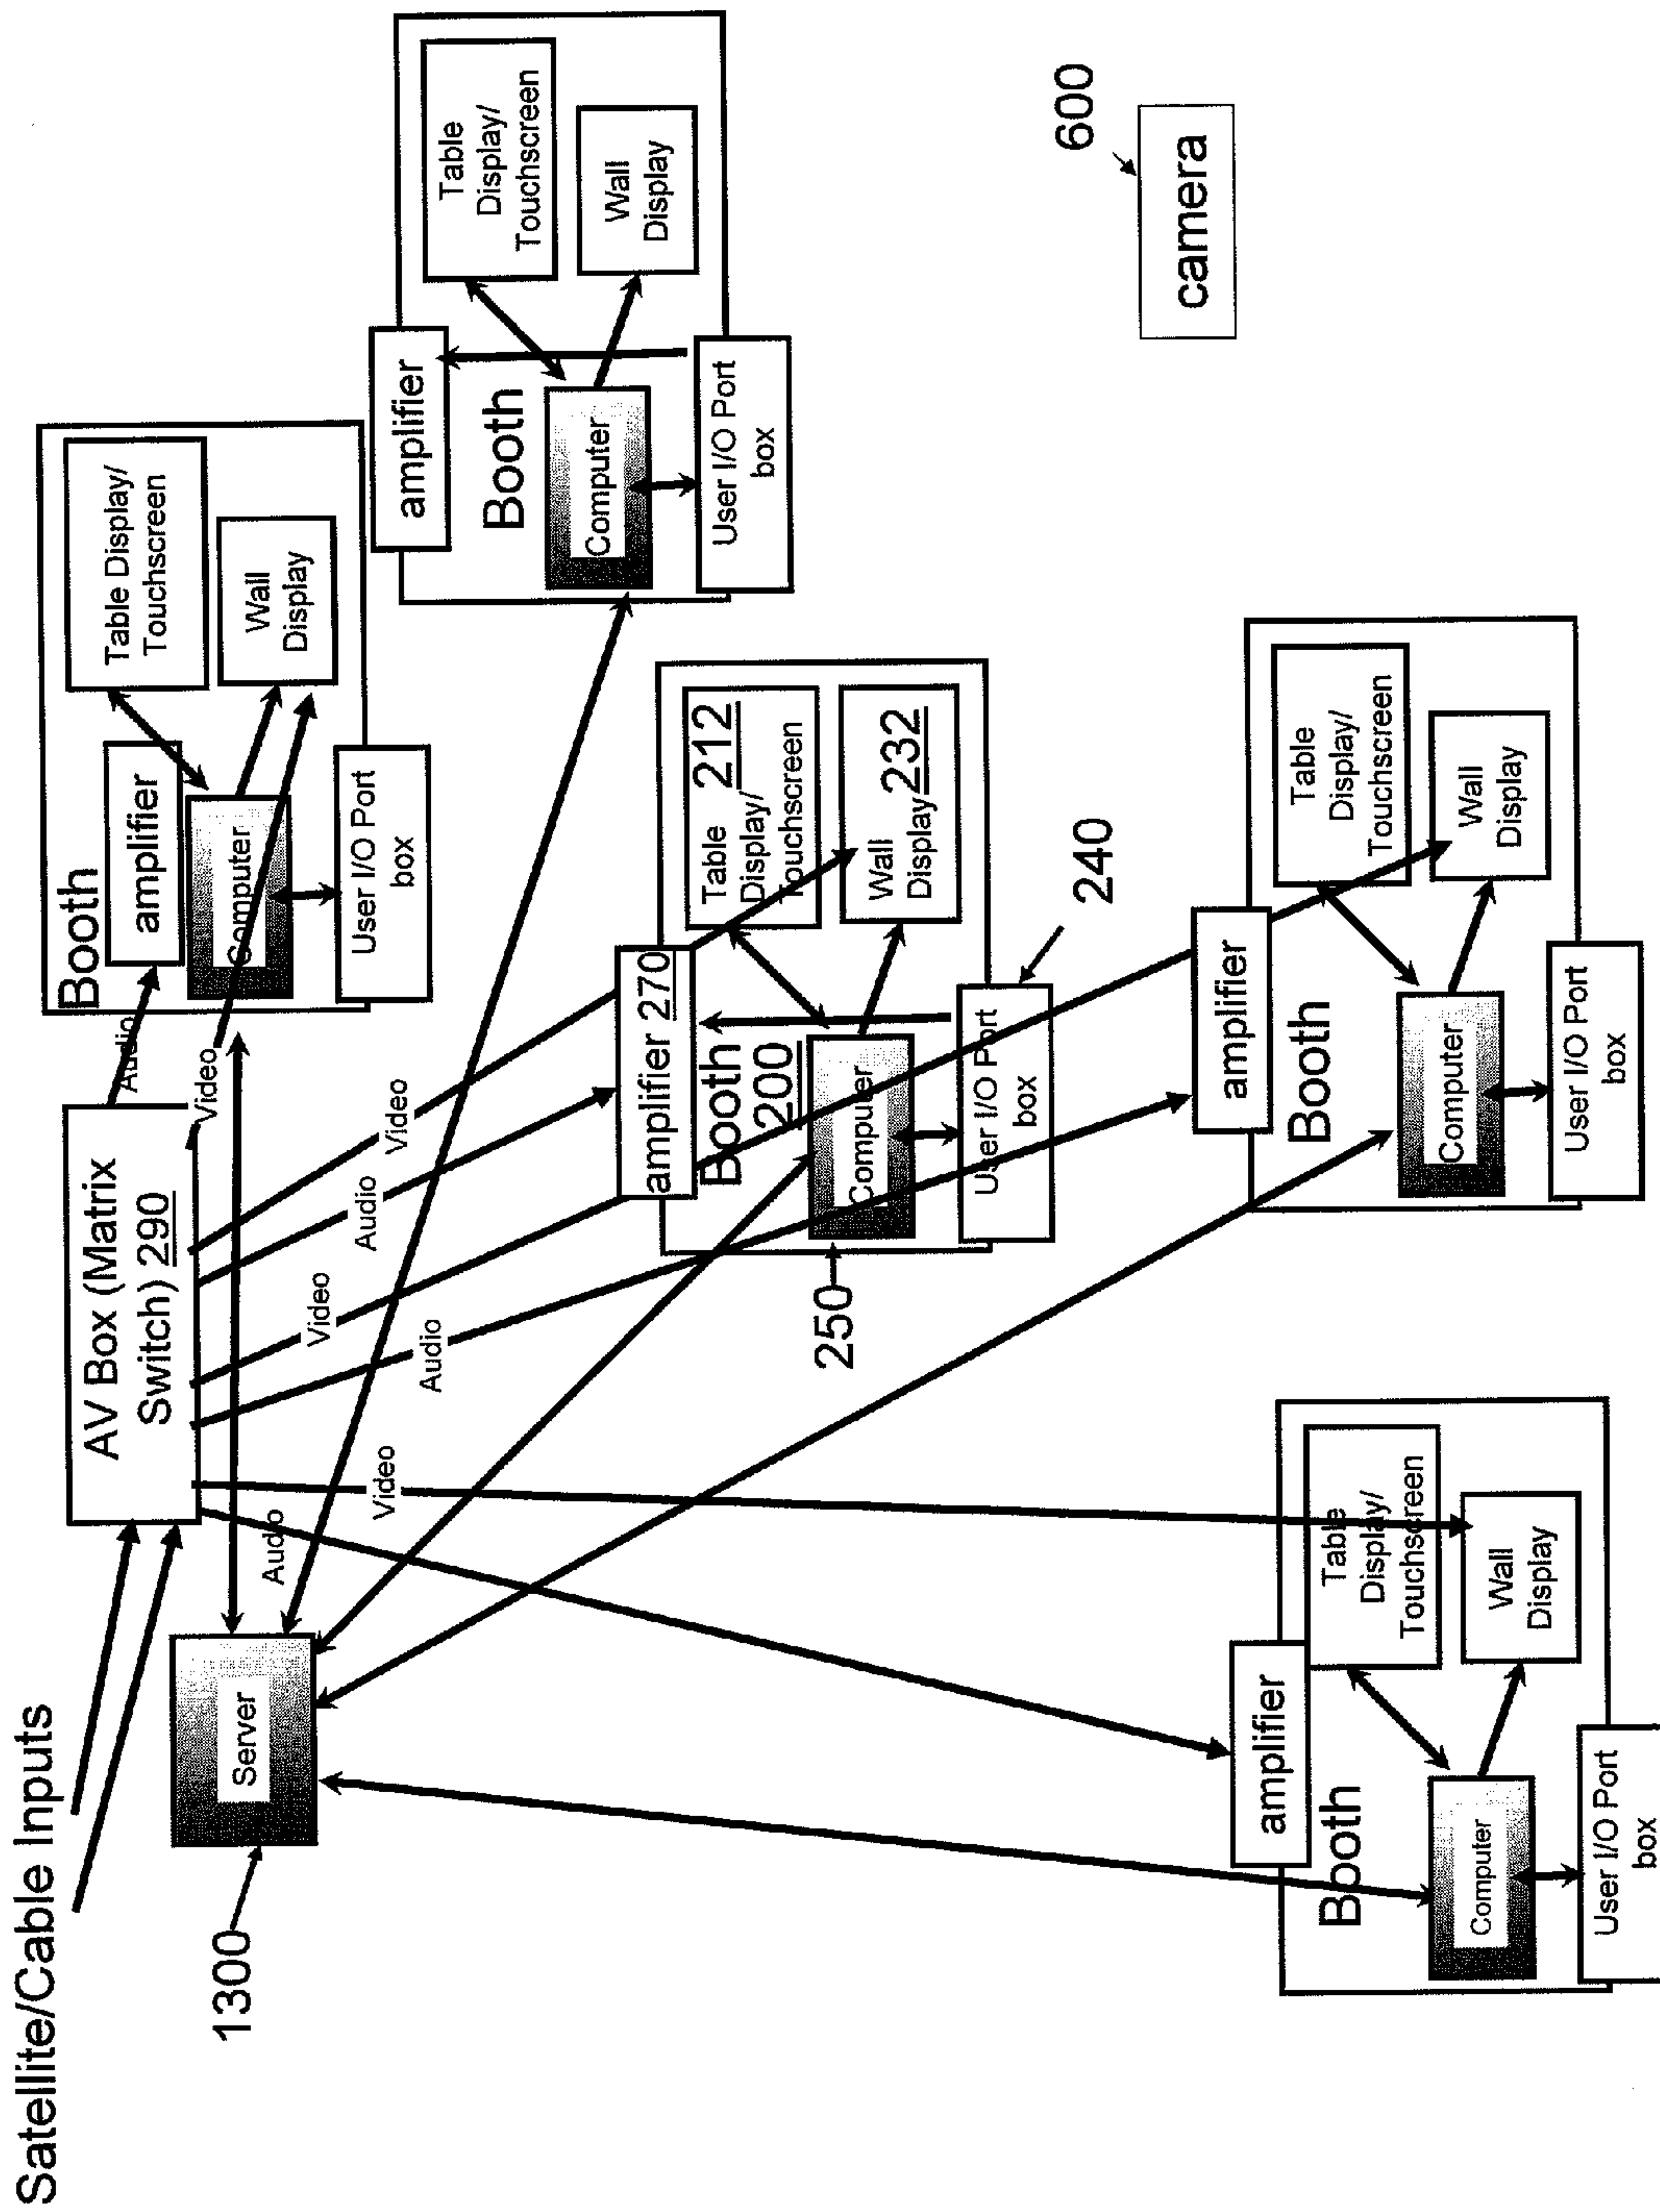 Satellite/Cable Inputs
1300
Server
AV Box (Matrix
Switch) 290
Audio
Video
Audio
Video
Audio
Video
Audio
Video
Booth
amplifier
Computer
Table Display/
Touchscreen
Wall
Display
User I/O Port
box
amplifier
Booth
Computer
Table
Display/
Touchscreen
Wall
Display
User I/O Port
box
amplifier 270
Booth
200
250
Computer
Table 212
Display/
Touchscreen
Wall
Display 232
User I/O Port
box
240
amplifier
Booth
Computer
Table
Display/
Touchscreen
Wall
Display
User I/O Port
box
amplifier
Booth
Computer
Table
Display/
Touchscreen
Wall
Display
User I/O Port
box
600
camera